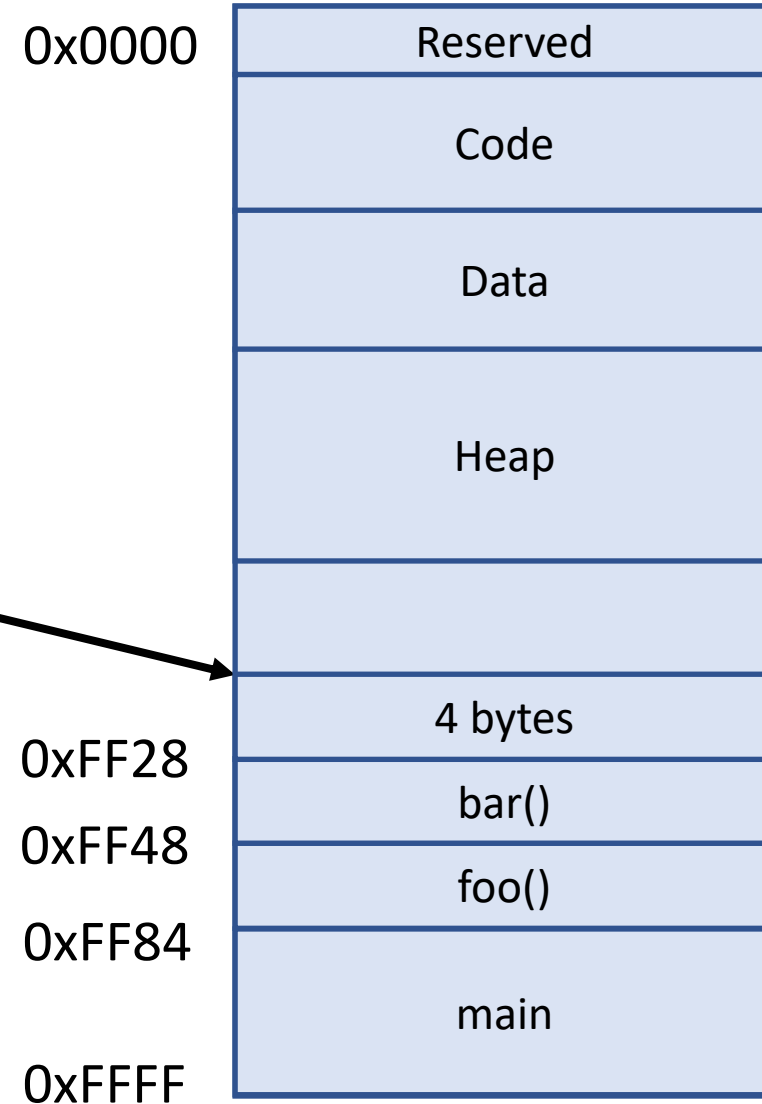 0x0000
Reserved
Code
Data
Heap
4 bytes
0xFF28
bar()
0xFF48
foo()
0xFF84
main
0xFFFF